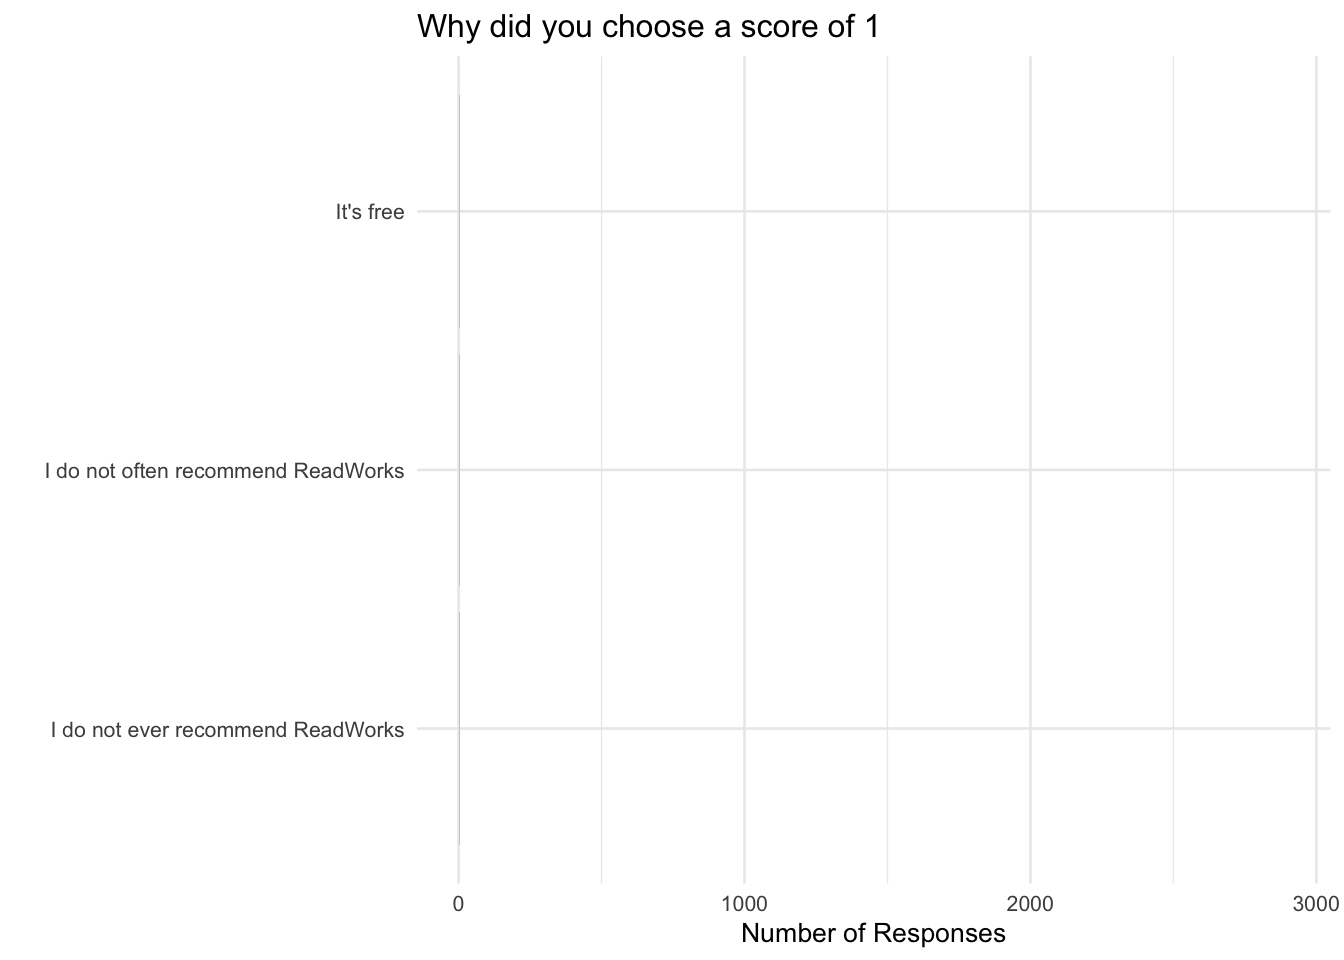 Why did you choose a score of 1
It's free
I do not often recommend ReadWorks
I do not ever recommend ReadWorks
0 1000 2000 3000
Number of Responses